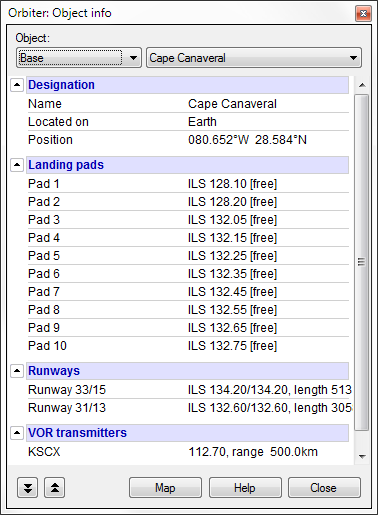 Orbiter: Object info
Object:
Base Cape Canaveral
Designation
Name Cape Canaveral
Located on Earth
Position 080.652°W 28.584°N
Landing pads
Pad 1 ILS 128.10 [free]
Pad 2 ILS 128.20 [free]
Pad 3 ILS 132.05 [free]
Pad 4 ILS 132.15 [free]
Pad 5 ILS 132.25 [free]
Pad 6 ILS 132.35 [free]
Pad 7 ILS 132.45 [free]
Pad 8 ILS 132.55 [free]
Pad 9 ILS 132.65 [free]
Pad 10 ILS 132.75 [free]
Runways
Runway 33/15 ILS 134.20/134.20, length 513
Runway 31/13 ILS 132.60/132.60, length 305
VOR transmitters
KSCX 112.70, range 500.0km
Map Help Close